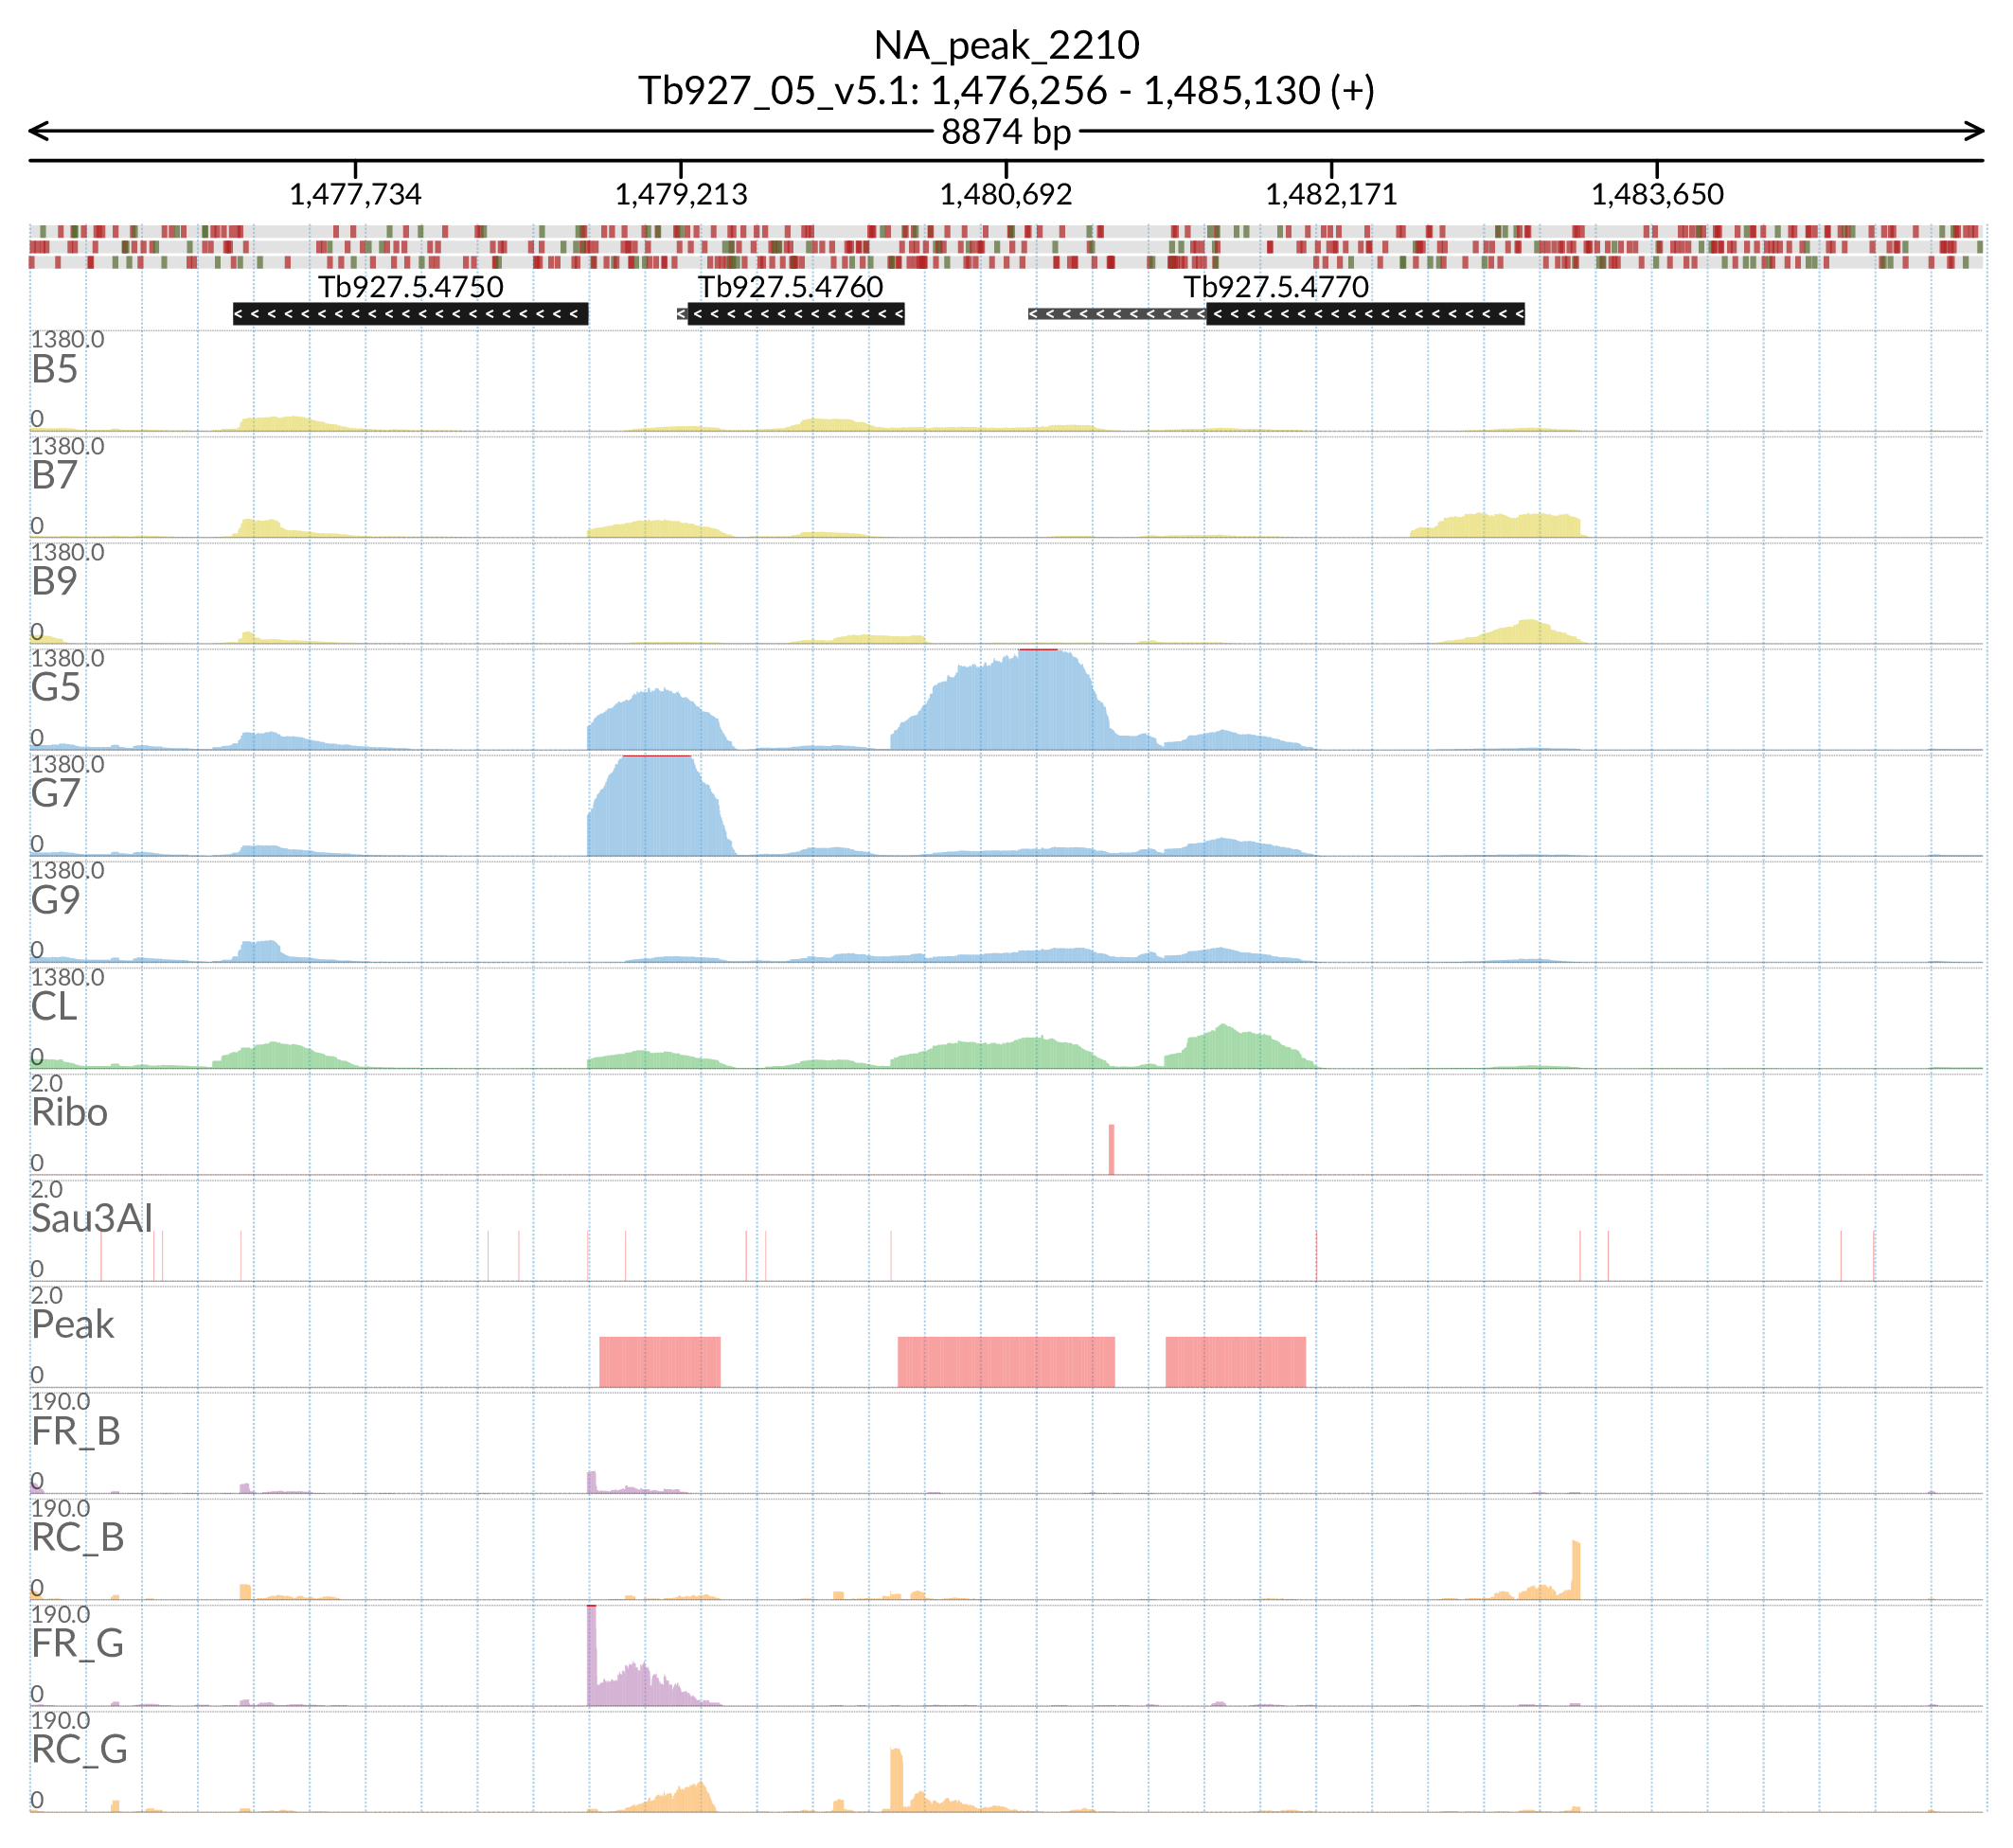 NA_peak_2210
Tb927_05_v5.1: 1,476,256 - 1,485,130 (+)
8874 bp
1,477,734 1,479,213 1,480,692 1,482,171 1,483,650
Tb927.5.4750 Tb927.5.4760 Tb927.5.4770
1380.0
B5
0
1380.0
B7
0
1380.0
B9
0
1380.0
G5
0
1380.0
G7
0
1380.0
G9
0
1380.0
CL
0
2.0
Ribo
0
2.0
Sau3AI
0
2.0
Peak
0
190.0
FR_B
0
190.0
RC_B
0
190.0
FR_G
0
190.0
RC_G
0